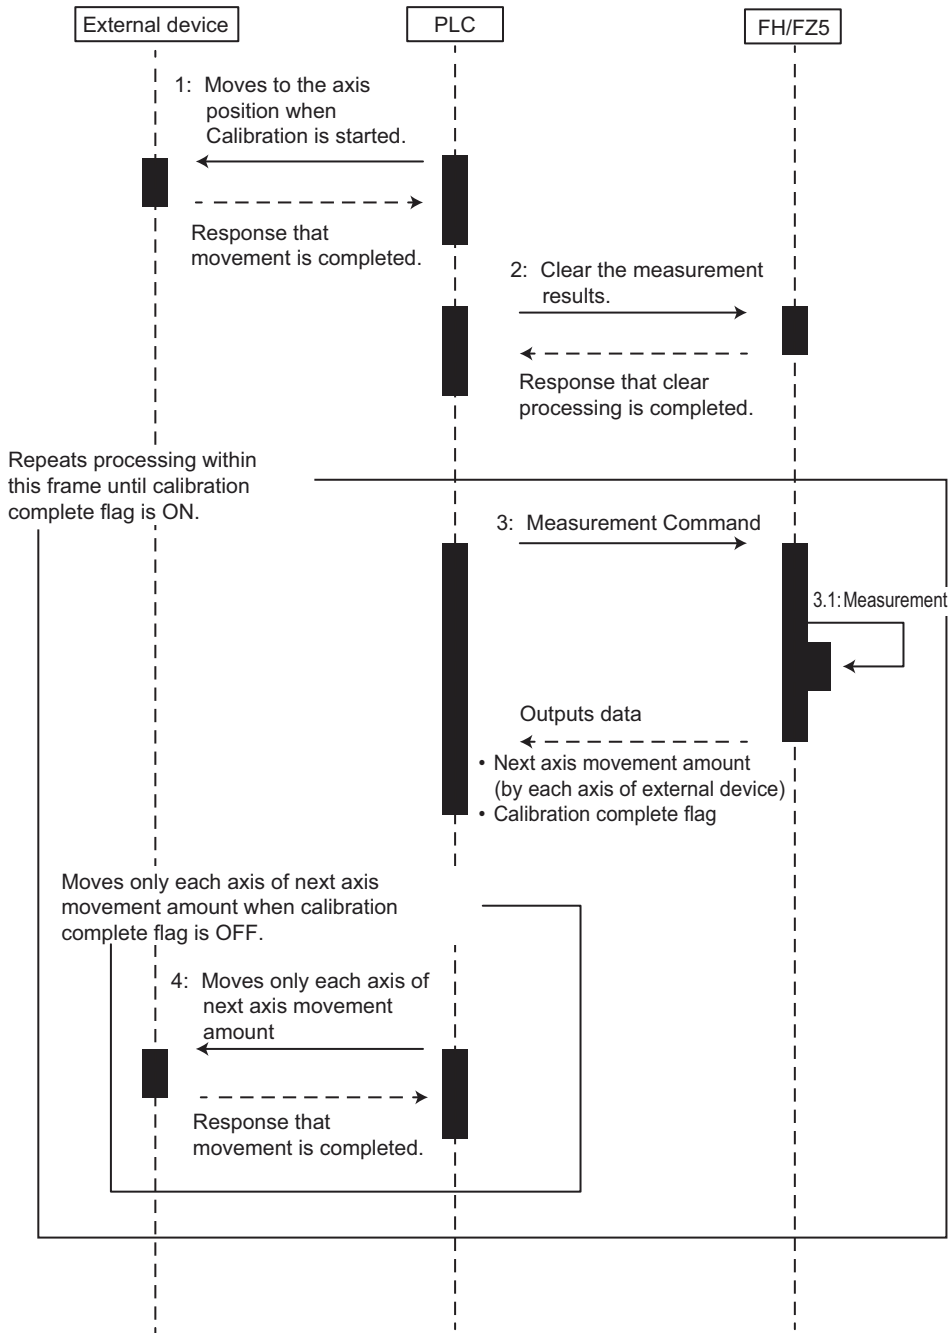 External device
PLC
FH/FZ5
1: Moves to the axis
position when
Calibration is started.
Response that
movement is completed.
2: Clear the measurement
results.
Response that clear
processing is completed.
Repeats processing within
this frame until calibration
complete flag is ON.
3: Measurement Command
3.1: Measurement
Outputs data
• Next axis movement amount
(by each axis of external device)
• Calibration complete flag
Moves only each axis of next axis
movement amount when calibration
complete flag is OFF.
4: Moves only each axis of
next axis movement
amount
Response that
movement is completed.